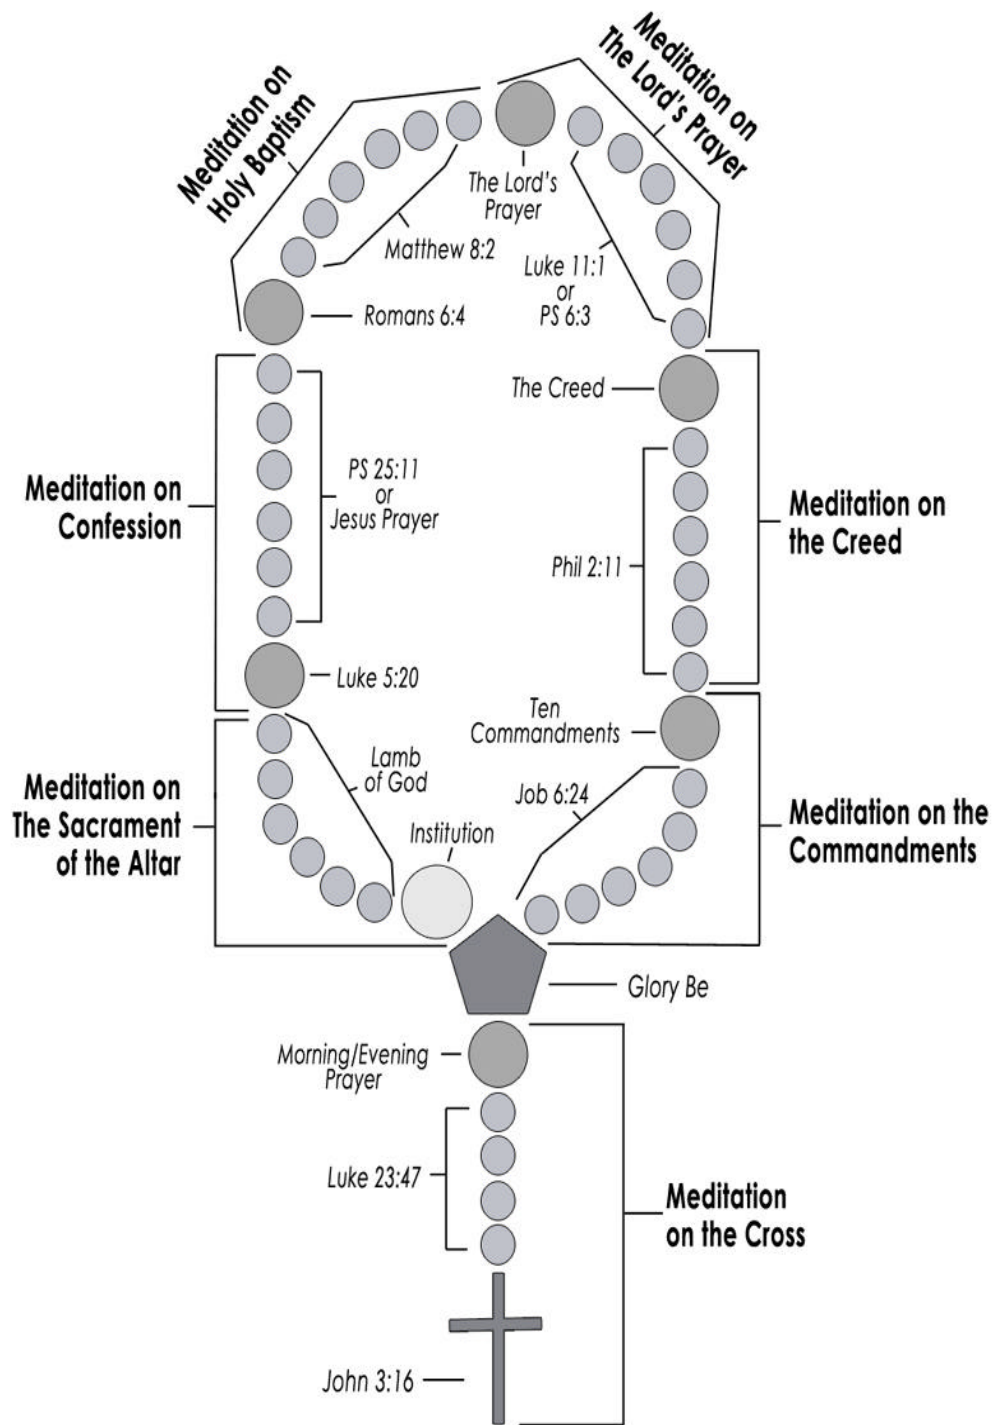 Meditation on
The Lord's Prayer
Meditation on
Holy Baptism
The Lord's
Prayer
Matthew 8:2
Luke 11:1
or
PS 6:3
Romans 6:4
The Creed
PS 25:11
or
Jesus Prayer
Meditation on
Confession
Meditation on
the Creed
Phil 2:11
Luke 5:20
Ten
Commandments
Lamb
of God
Job 6:24
Meditation on
The Sacrament
of the Altar
Institution
Meditation on the
Commandments
Glory Be
Morning/Evening
Prayer
Luke 23:47
Meditation
on the Cross
John 3:16